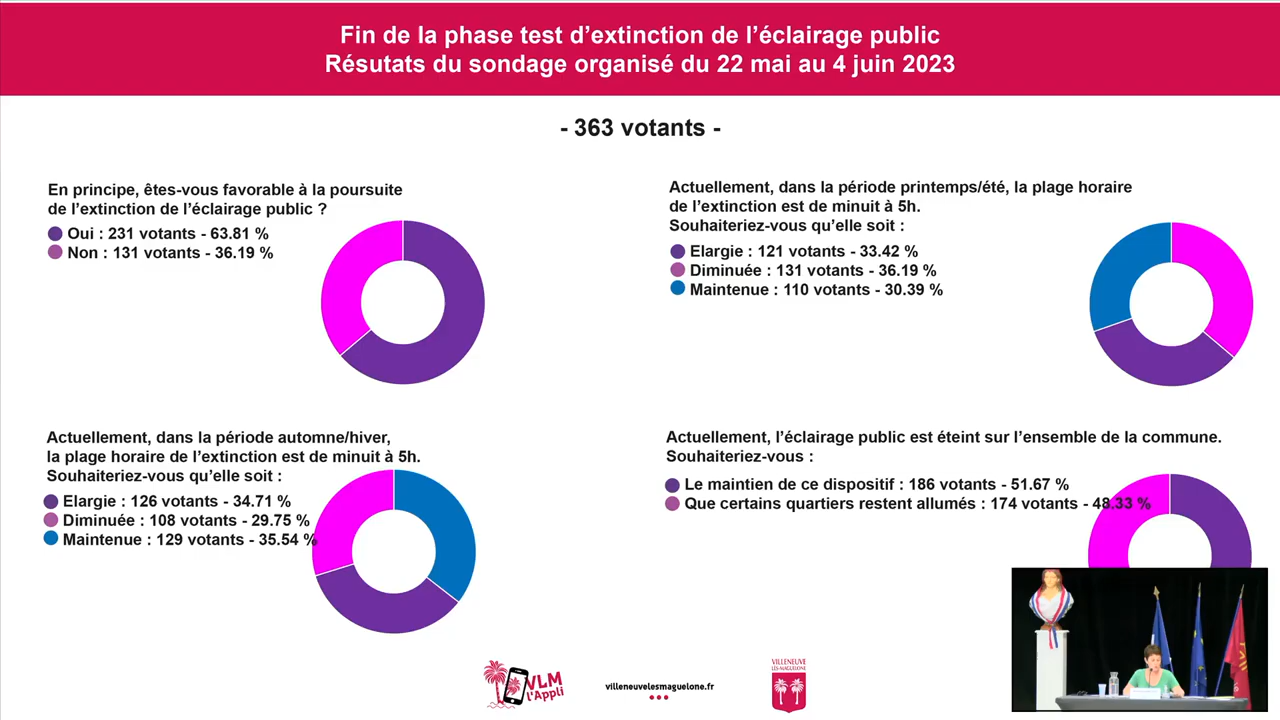 Fin de la phase test d’extinction de l’éclairage public
Résutats du sondage organisé du 22 mai au 4 juin 2023
- 363 votants -
En principe, êtes-vous favorable à la poursuite
de l’extinction de l’éclairage public ?
Oui : 231 votants - 63.81 %
Non : 131 votants - 36.19 %
Actuellement, dans la période printemps/été, la plage horaire
de l’extinction est de minuit à 5h.
Souhaiteriez-vous qu’elle soit :
Elargie : 121 votants - 33.42 %
Diminuée : 131 votants - 36.19 %
Maintenue : 110 votants - 30.39 %
Actuellement, dans la période automne/hiver,
la plage horaire de l’extinction est de minuit à 5h.
Souhaiteriez-vous qu’elle soit :
Elargie : 126 votants - 34.71 %
Diminuée : 108 votants - 29.75 %
Maintenue : 129 votants - 35.54 %
Actuellement, l’éclairage public est éteint sur l’ensemble de la commune.
Souhaiteriez-vous :
Le maintien de ce dispositif : 186 votants - 51.67 %
Que certains quartiers restent allumés : 174 votants - 48.33 %
VLM
l'Appli
villeneuvelesmaguelone.fr
VILLENEUVE
LES-MAGUELONE